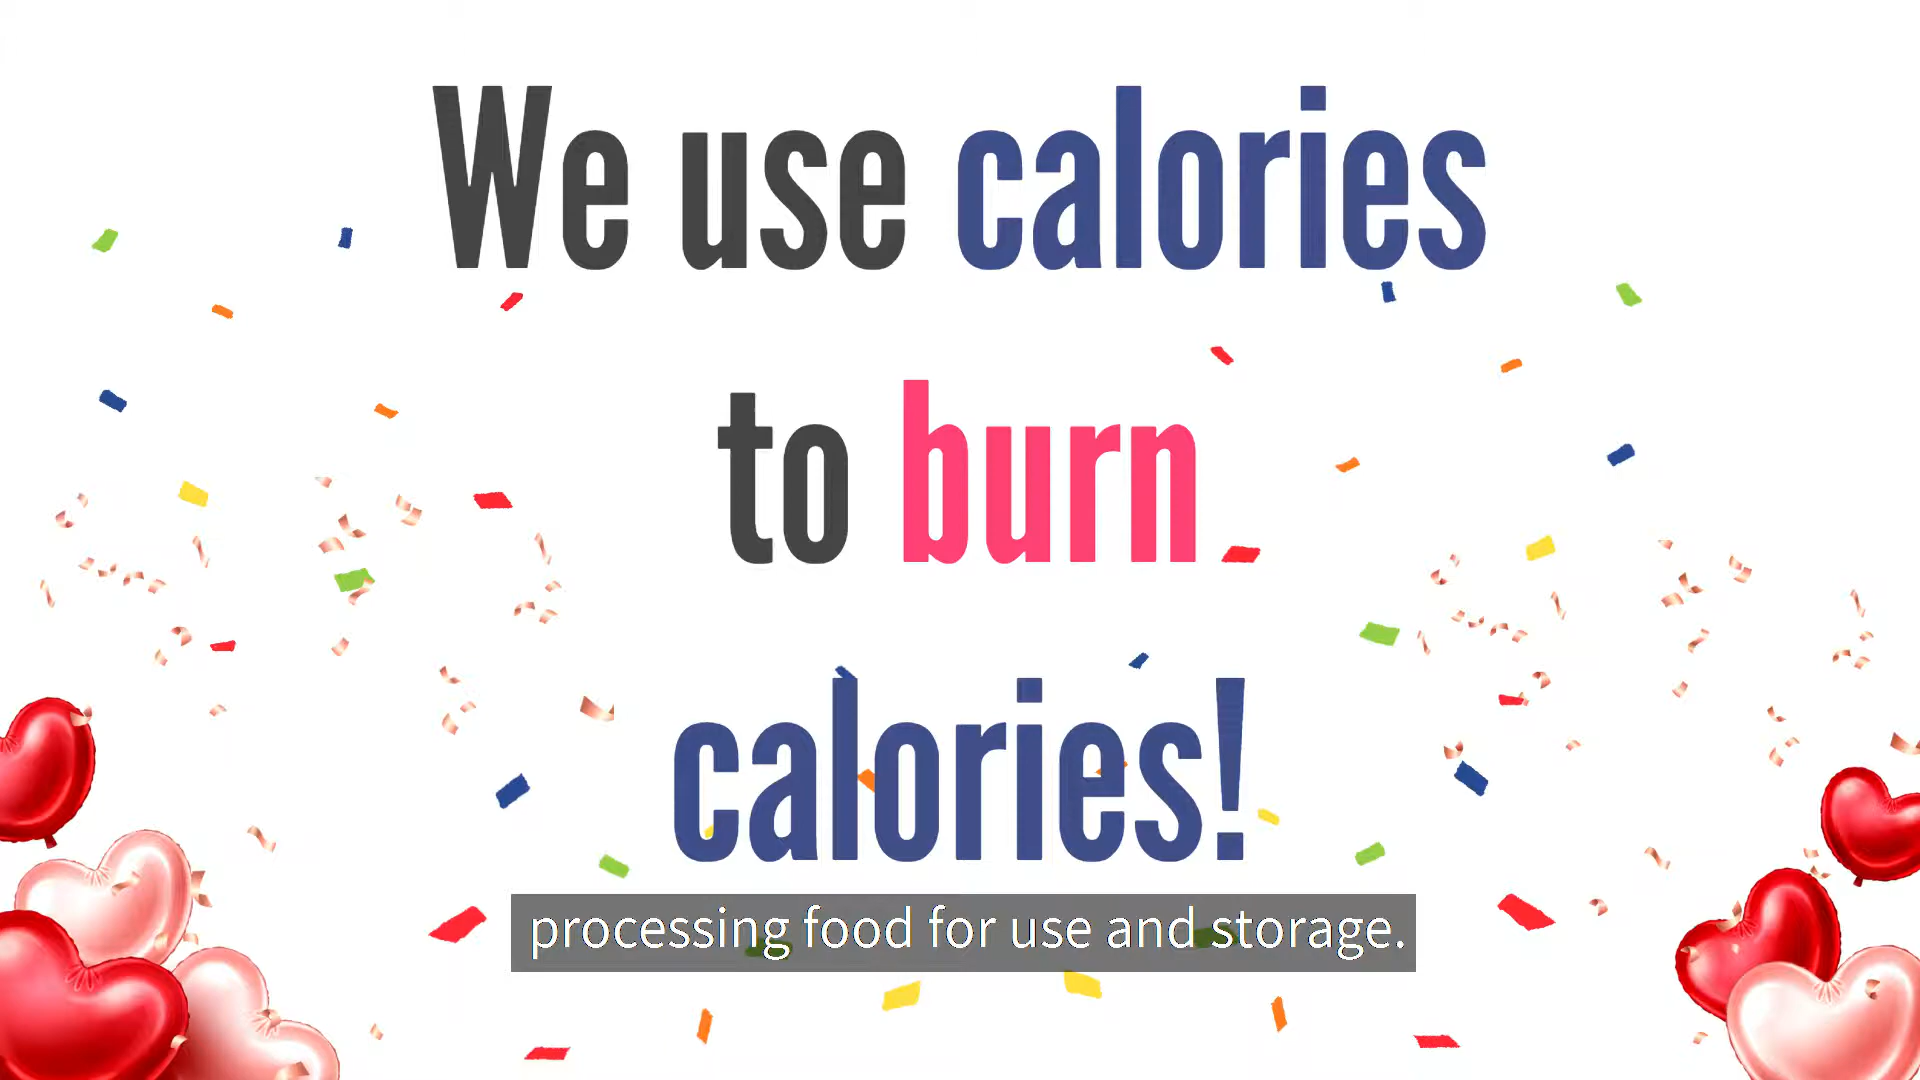 We use calories
to burn
calories!
processing food for use and storage.